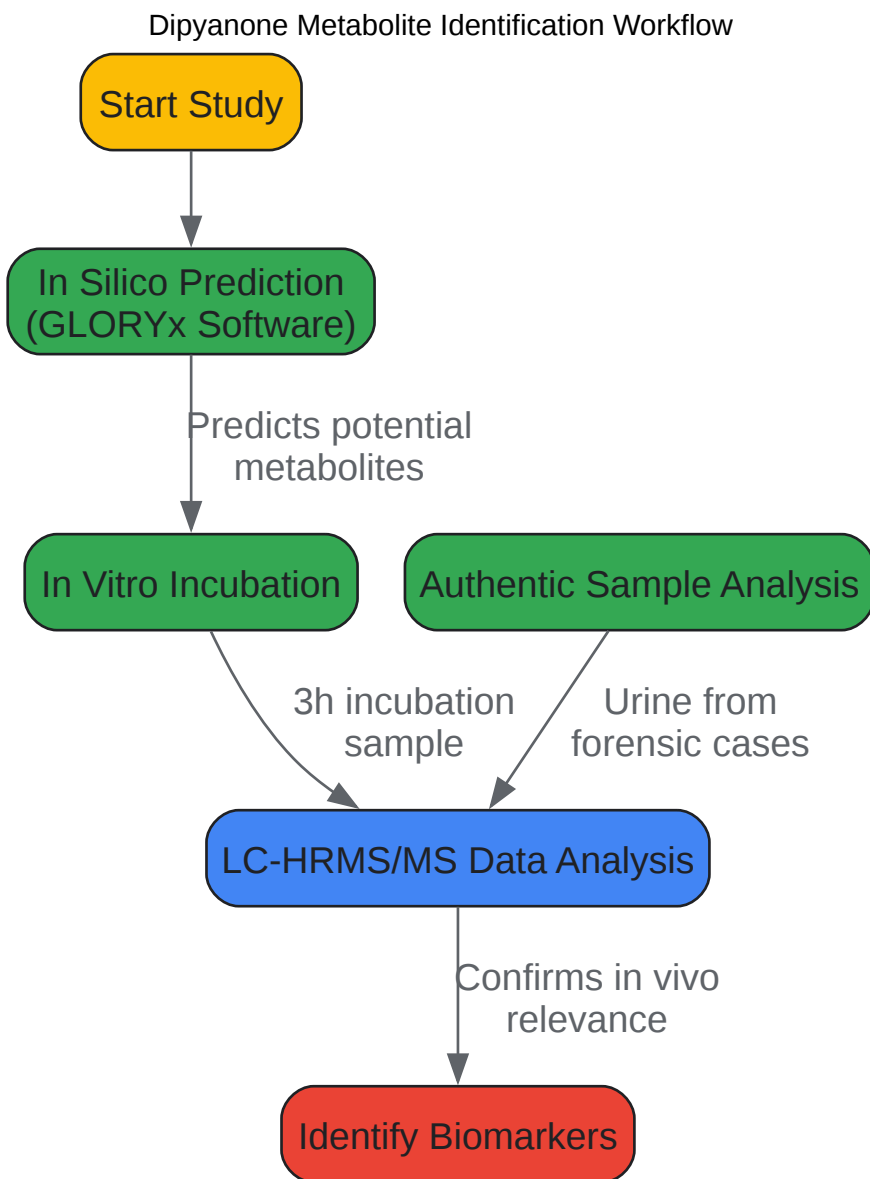 Dipyanone Metabolite Identification Workflow
Start Study
In Silico Prediction
(GLORYx Software)
Predicts potential
metabolites
In Vitro Incubation
Authentic Sample Analysis
3h incubation
sample
Urine from
forensic cases
LC-HRMS/MS Data Analysis
Confirms in vivo
relevance
Identify Biomarkers